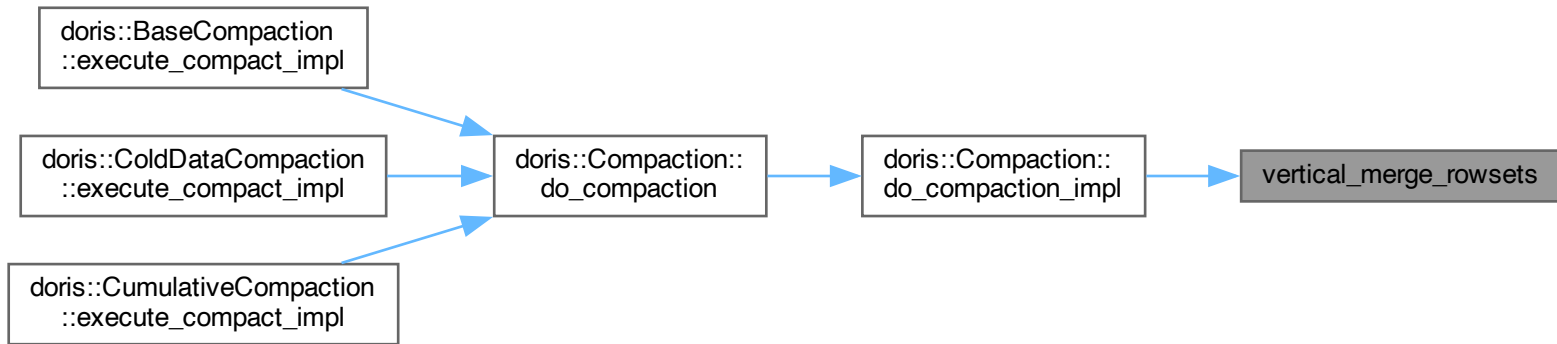 doris::BaseCompaction
::execute_compact_impl
doris::ColdDataCompaction
::execute_compact_impl
doris::CumulativeCompaction
::execute_compact_impl
doris::Compaction::
do_compaction
doris::Compaction::
do_compaction_impl
vertical_merge_rowsets